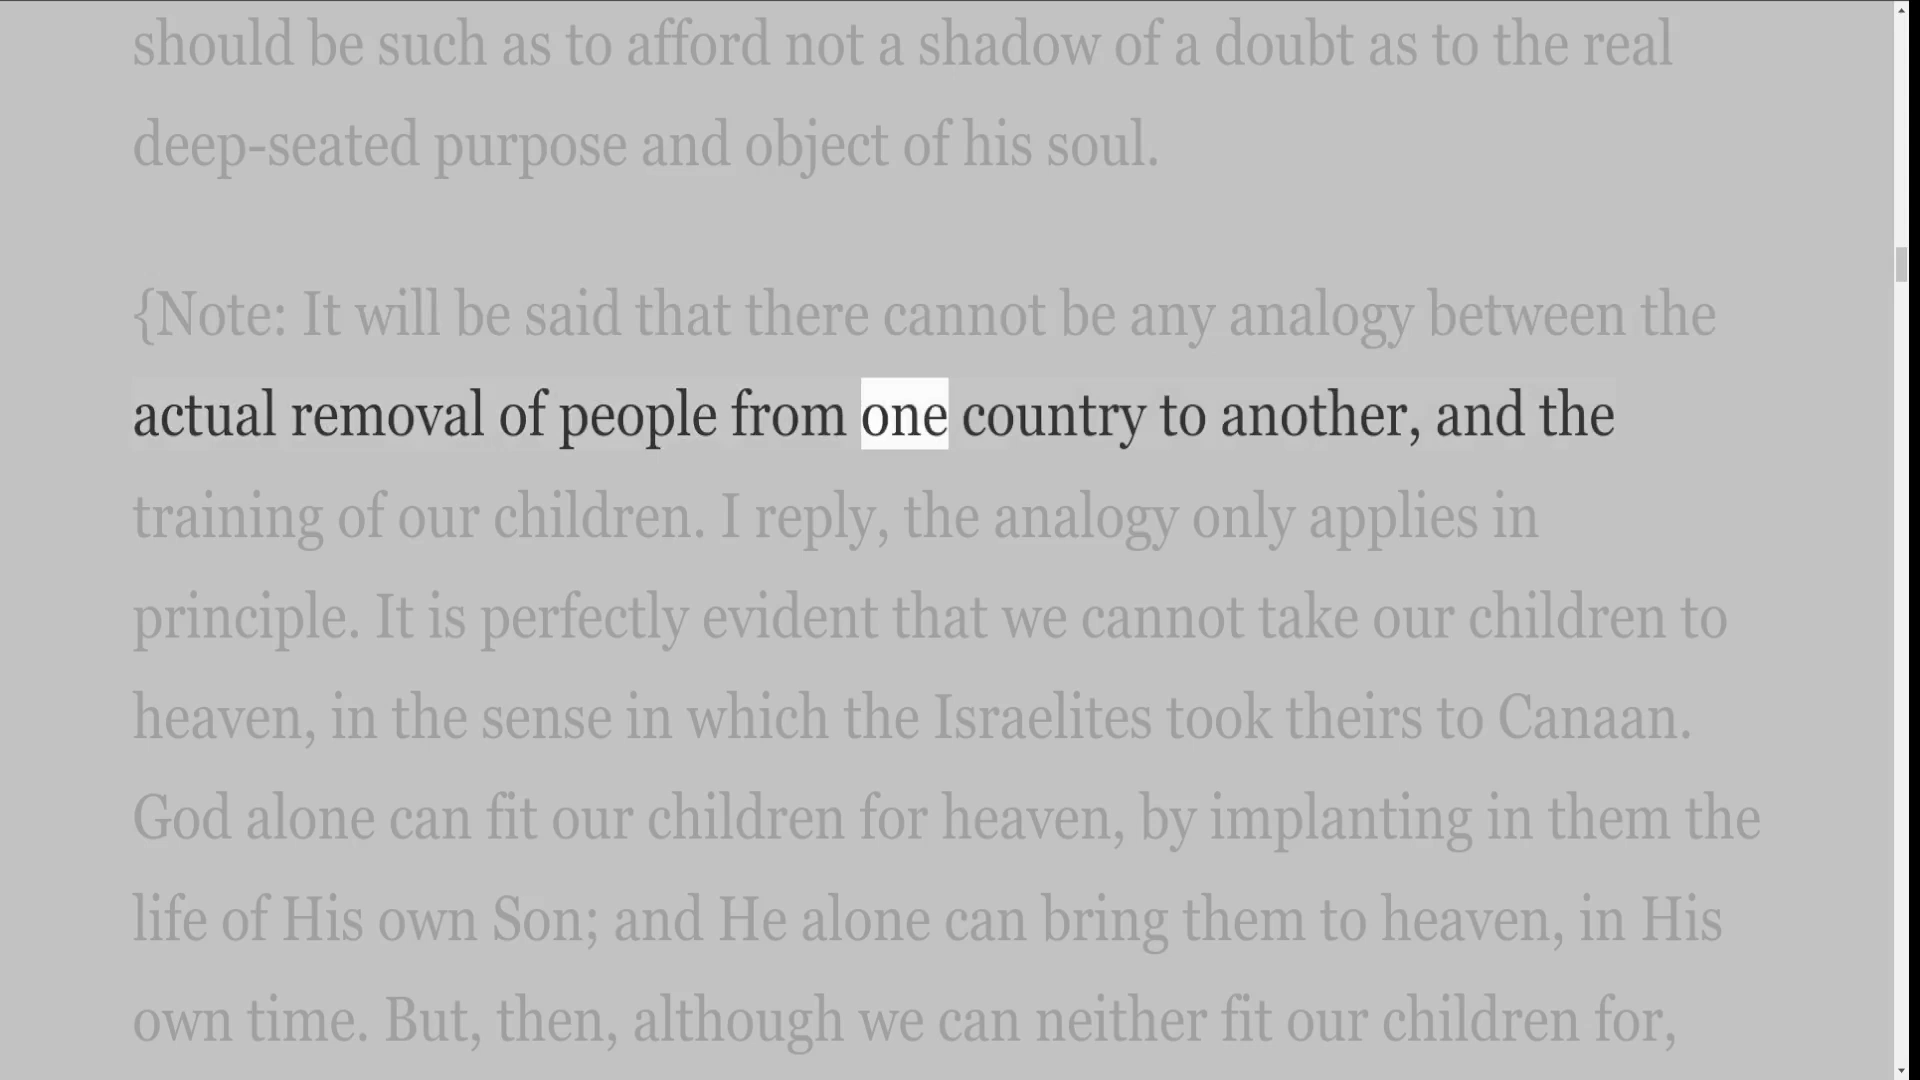 should be such as to afford not a shadow of a doubt as to the real
deep-seated purpose and object of his soul.
{Note: It will be said that there cannot be any analogy between the
actual removal of people from one country to another, and the
training of our children. I reply, the analogy only applies in
principle. It is perfectly evident that we cannot take our children to
heaven, in the sense in which the Israelites took theirs to Canaan.
God alone can fit our children for heaven, by implanting in them the
life of His own Son; and He alone can bring them to heaven, in His
own time. But, then, although we can neither fit our children for,